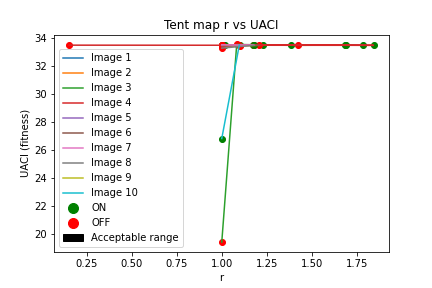 Tent map r vs UACI
UACI (fitness)
34
32
30
28
26
24
22
20
Image 1
Image 2
Image 3
Image 4
Image 5
Image 6
Image 7
Image 8
Image 9
Image 10
ON
OFF
Acceptable range
0.25 0.50 0.75 1.00 1.25 1.50 1.75
r